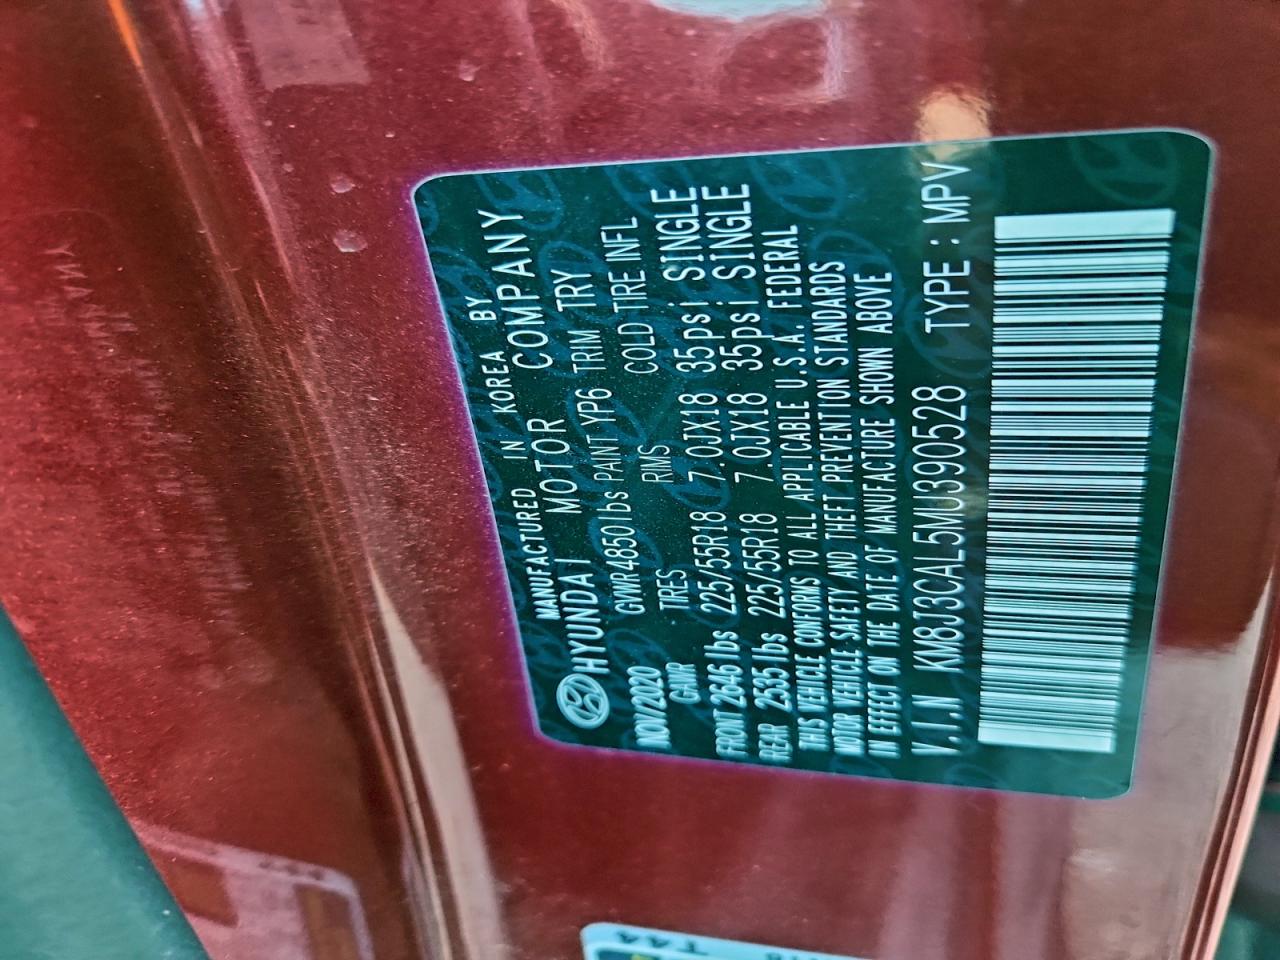 MANUFACTURED IN KOREA BY
HYUNDAI MOTOR COMPANY
NOV/2020 GVWR 4850 lbs PAINT YP6 TRIM TRY
GAWR TIRES RIMS COLD TIRE INFL
FRONT 2646 lbs 225/55R18 7.0JX18 35psi SINGLE
REAR 2535 lbs 225/55R18 7.0JX18 35psi SINGLE
THIS VEHICLE CONFORMS TO ALL APPLICABLE U.S.A. FEDERAL
MOTOR VEHICLE SAFETY AND THEFT PREVENTION STANDARDS
IN EFFECT ON THE DATE OF MANUFACTURE SHOWN ABOVE
V.I.N KM8J3CAL5MU390528 TYPE : MPV
T44